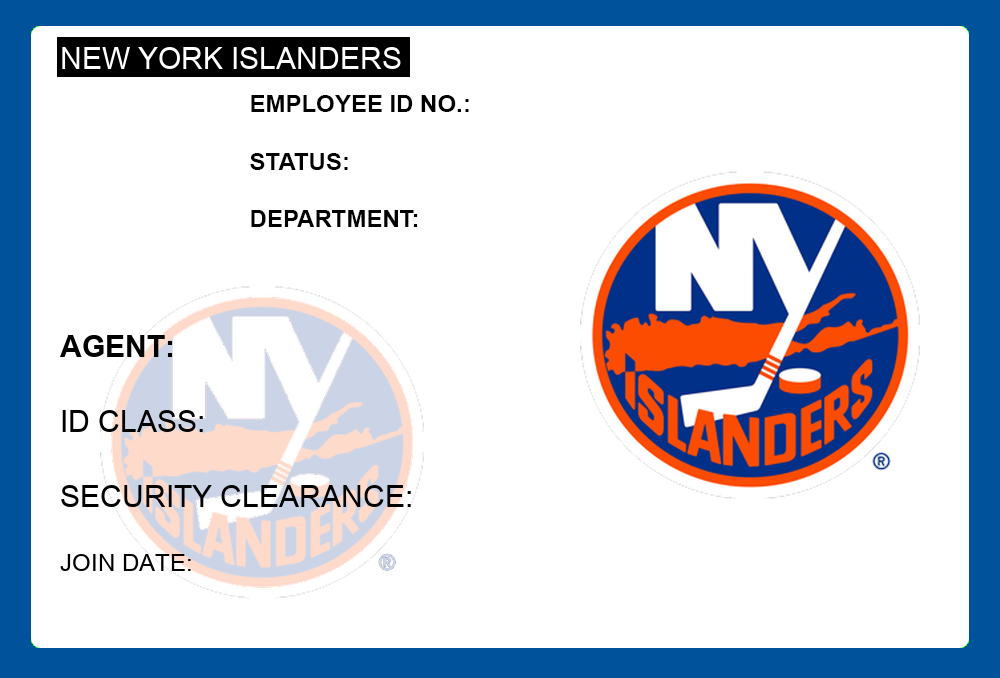 NEW YORK ISLANDERS
EMPLOYEE ID NO.:
STATUS:
DEPARTMENT:
NY
ISLANDERS
®
AGENT:
NY
ID CLASS:
SECURITY CLEARANCE:
ISLANDERS
JOIN DATE:
®